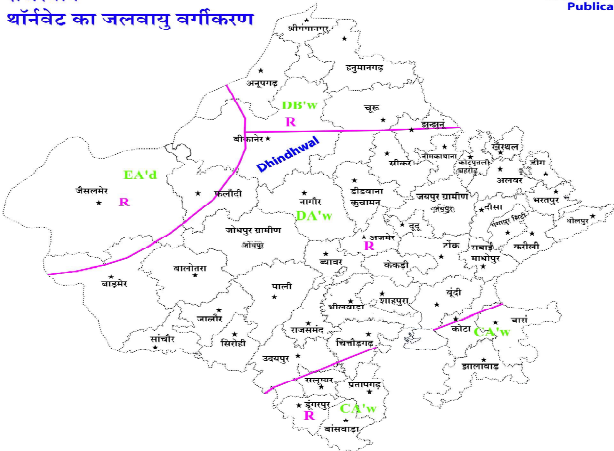 थॉर्नवेट का जलवायु वर्गीकरण
Publica
श्रीगंगानगर
हनुमानगढ़
अनूपगढ़
DB'w
चूरू
R
झुन्झुनू
बीकानेर
Dhindhwal
सीकर
नीमकाथाना
कोटपूतली
बहरोड़
खैरथल
अलवर
डीग
भरतपुर
EA'd
जैसलमेर
R
फलौदी
नागौर
डीडवाना
कुचामन
जयपुर ग्रामीण
जयपुर
दौसा
धौलपुर
DA'w
जोधपुर ग्रामीण
जोधपुर
दूदू
अजमेर
R
टोंक
सवाई
माधोपुर
गंगापुर सिटी
करौली
ब्यावर
केकड़ी
बालोतरा
बाड़मेर
पाली
भीलवाड़ा
शाहपुरा
बूंदी
कोटा
बारां
CA'w
जालौर
सांचौर
सिरोही
राजसमंद
चित्तौड़गढ़
उदयपुर
झालावाड़
सलूम्बर
प्रतापगढ़
डूंगरपुर
R
CA'w
बांसवाड़ा